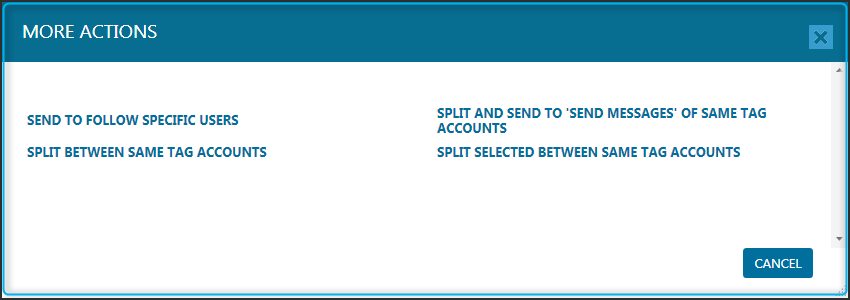 MORE ACTIONS
SEND TO FOLLOW SPECIFIC USERS
SPLIT AND SEND TO 'SEND MESSAGES' OF SAME TAG
ACCOUNTS
SPLIT BETWEEN SAME TAG ACCOUNTS
SPLIT SELECTED BETWEEN SAME TAG ACCOUNTS
CANCEL